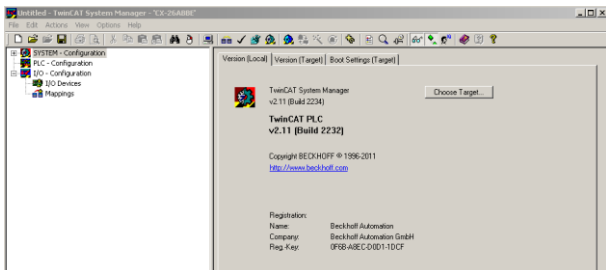 Untitled - TwinCAT System Manager - "CX-26A0BE"
File Edit Actions View Options Help
SYSTEM - Configuration
PLC - Configuration
I/O - Configuration
I/O Devices
Mappings
Version (Local) Version (Target) Boot Settings (Target)
TwinCAT System Manager
v2.11 (Build 2234)
Choose Target...
TwinCAT PLC
v2.11 (Build 2232)
Copyright BECKHOFF © 1996-2011
http://www.beckhoff.com
Registration:
Name: Beckhoff Automation
Company: Beckhoff Automation GmbH
Reg.-Key: 0F6B-A8EC-D0D1-1DCF